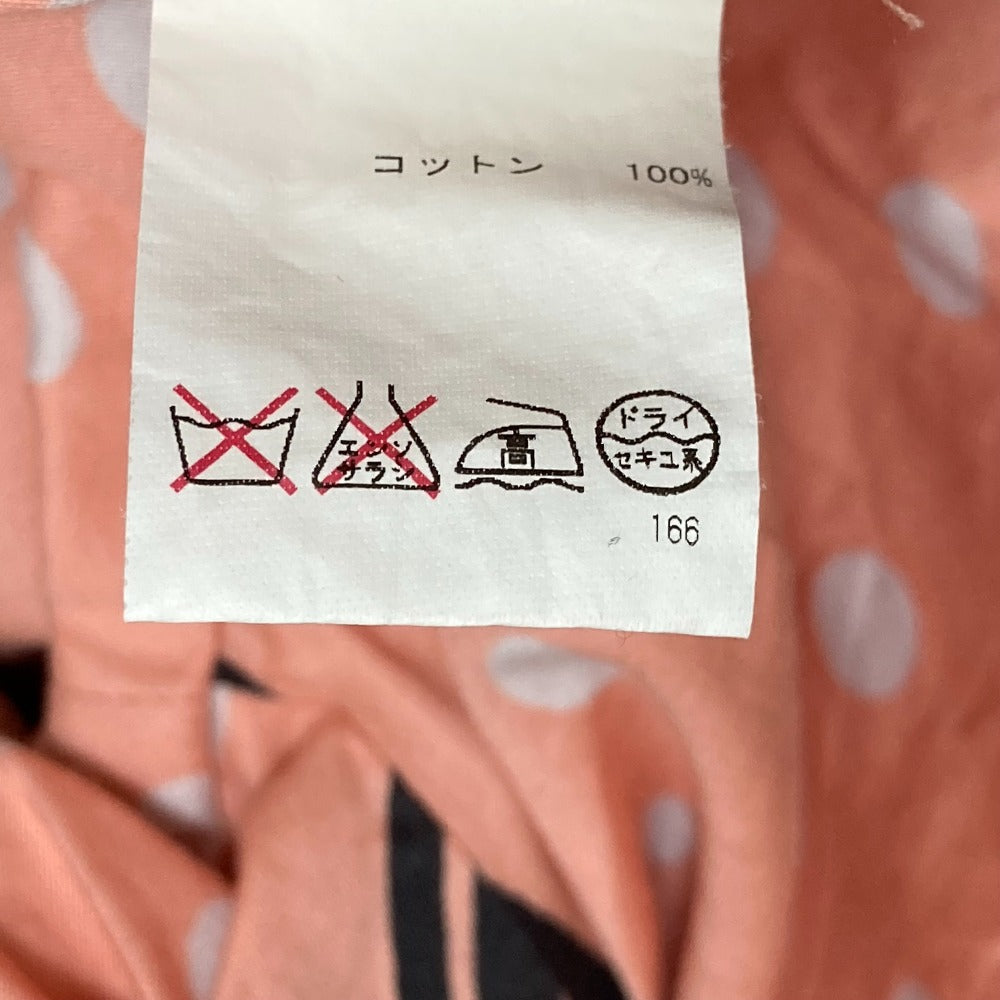 コットン 100%
エンソ
サラシ
高
ドライ
セキユ系
166